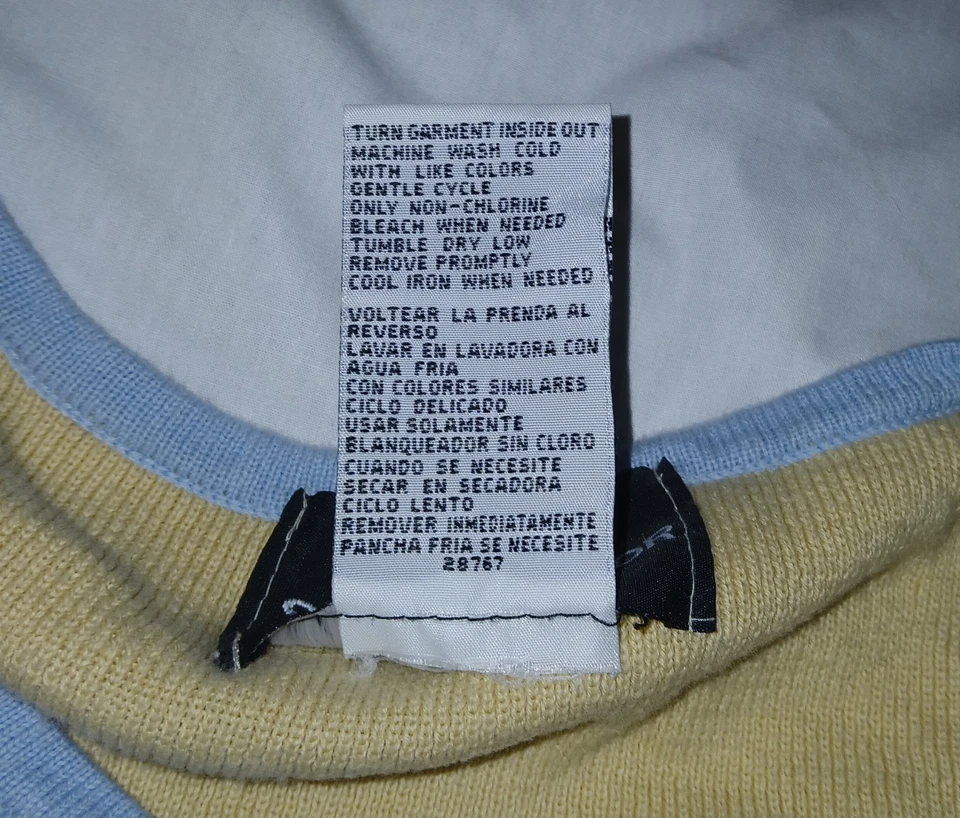 TURN GARMENT INSIDE OUT
MACHINE WASH COLD
WITH LIKE COLORS
GENTLE CYCLE
ONLY NON-CHLORINE
BLEACH WHEN NEEDED
TUMBLE DRY LOW
REMOVE PROMPTLY
COOL IRON WHEN NEEDED
VOLTEAR LA PRENDA AL
REVERSO
LAVAR EN LAVADORA CON
AGUA FRIA
CON COLORES SIMILARES
CICLO DELICADO
USAR SOLAMENTE
BLANQUEADOR SIN CLORO
CUANDO SE NECESITE
SECAR EN SECADORA
CICLO LENTO
REMOVER INMEDIATAMENTE
PANCHA FRIA SE NECESITE
28767